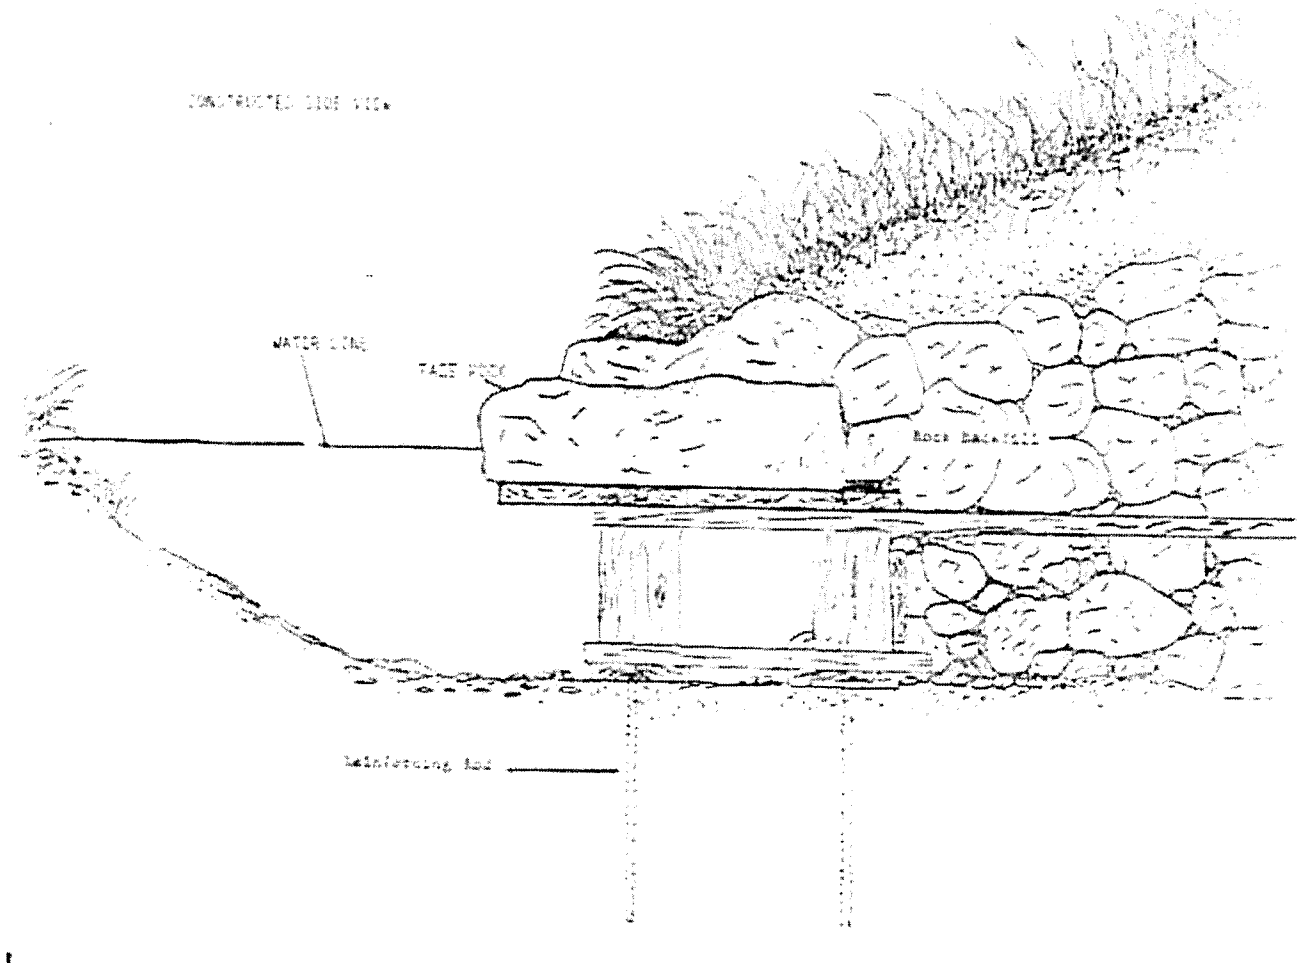 CONSTRUCTED SIDE VIEW
WATER LINE
FACE ROCK
Rock Backfill
Reinforcing Rod